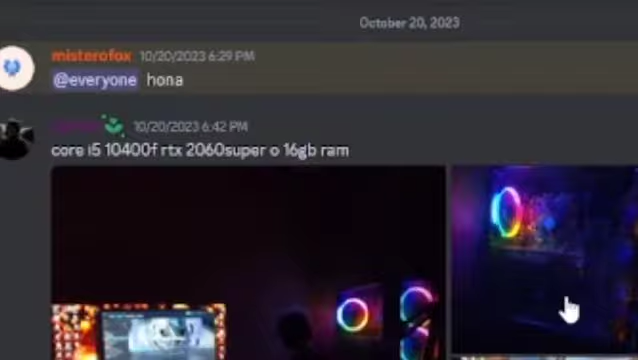 October 20, 2023
misterofox 10/20/2023 6:29 PM
@everyone hona
10/20/2023 6:42 PM
core i5 10400f rtx 2060super o 16gb ram